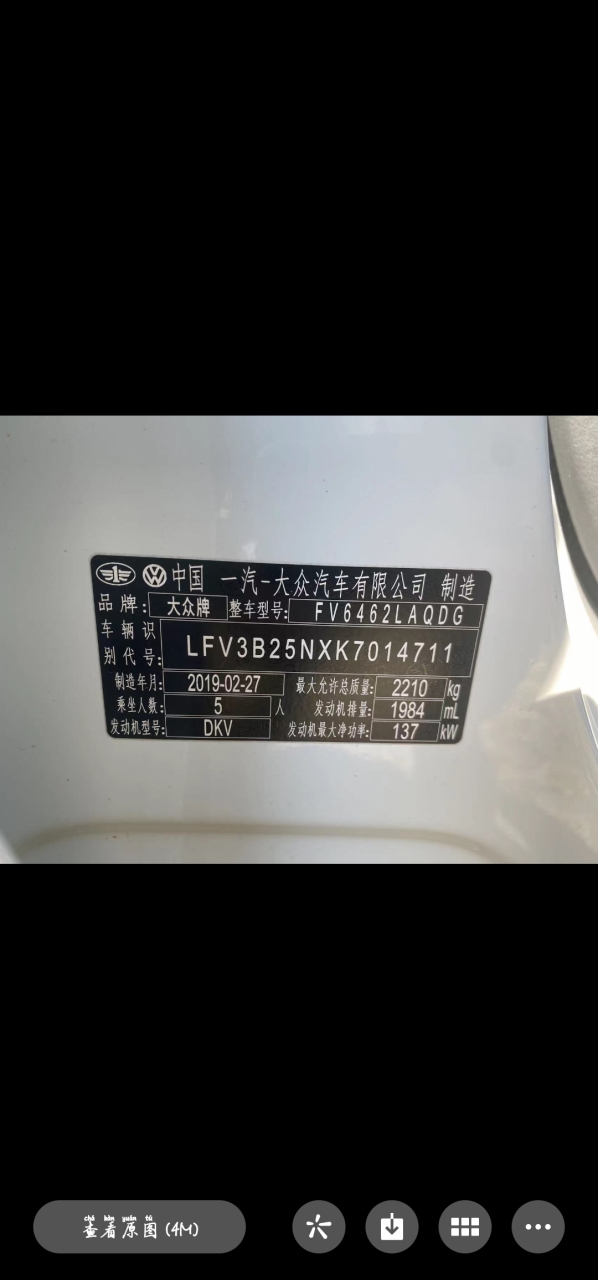 中国 一汽-大众汽车有限公司 制造
品牌: 大众牌 整车型号: FV6462LAQDG
车辆识
别代号: LFV3B25NXK7014711
制造年月: 2019-02-27 最大允许总质量: 2210 kg
乘坐人数: 5 人 发动机排量: 1984 mL
发动机型号: DKV 发动机最大净功率: 137 kW
chá kàn yuán tú
查看原图 (4M)